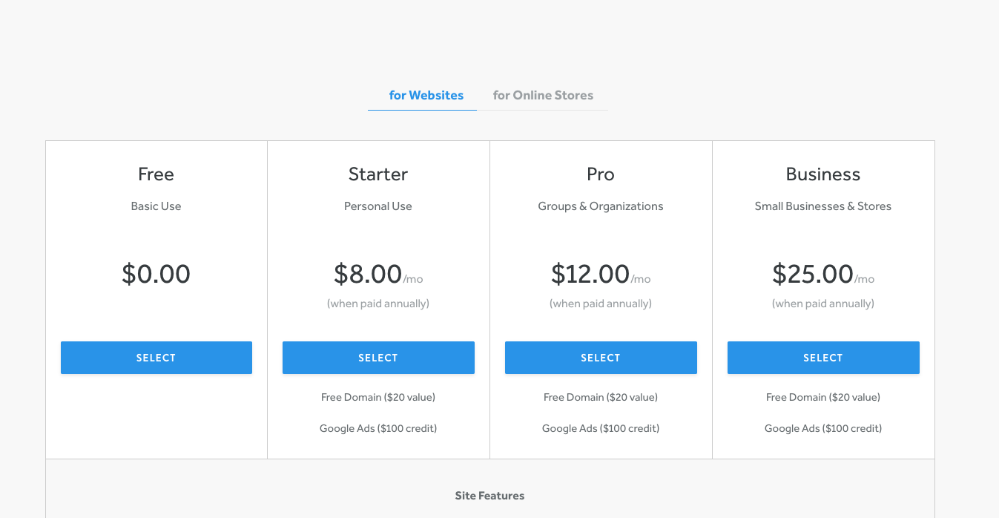 for Websites
for Online Stores
Free
Basic Use
$0.00
SELECT
Starter
Personal Use
$8.00/mo
(when paid annually)
SELECT
Free Domain ($20 value)
Google Ads ($100 credit)
Pro
Groups & Organizations
$12.00/mo
(when paid annually)
SELECT
Free Domain ($20 value)
Google Ads ($100 credit)
Business
Small Businesses & Stores
$25.00/mo
(when paid annually)
SELECT
Free Domain ($20 value)
Google Ads ($100 credit)
Site Features